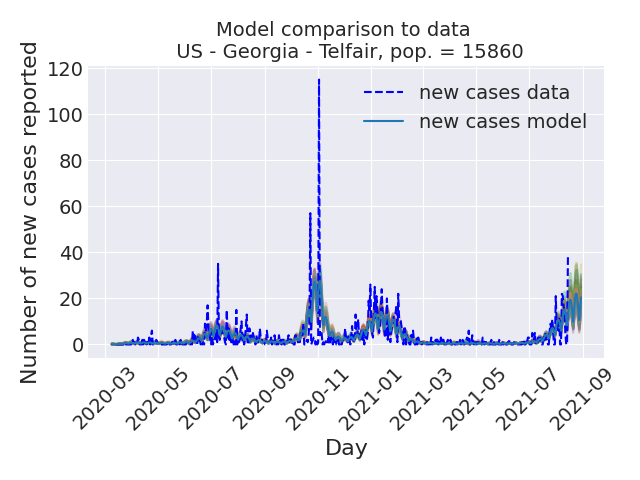 Model comparison to data
US - Georgia - Telfair, pop. = 15860
Number of new cases reported
120
100
80
60
40
20
0
new cases data
new cases model
2020-03
2020-05
2020-07
2020-09
2020-11
2021-01
2021-03
2021-05
2021-07
2021-09
Day